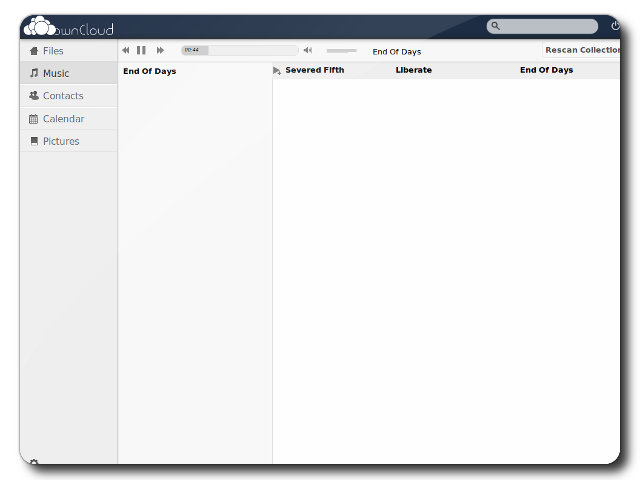 ownCloud
Files
Music
Contacts
Calendar
Pictures
00:44
End Of Days
Rescan Collection
End Of Days
Severed Fifth Liberate End Of Days